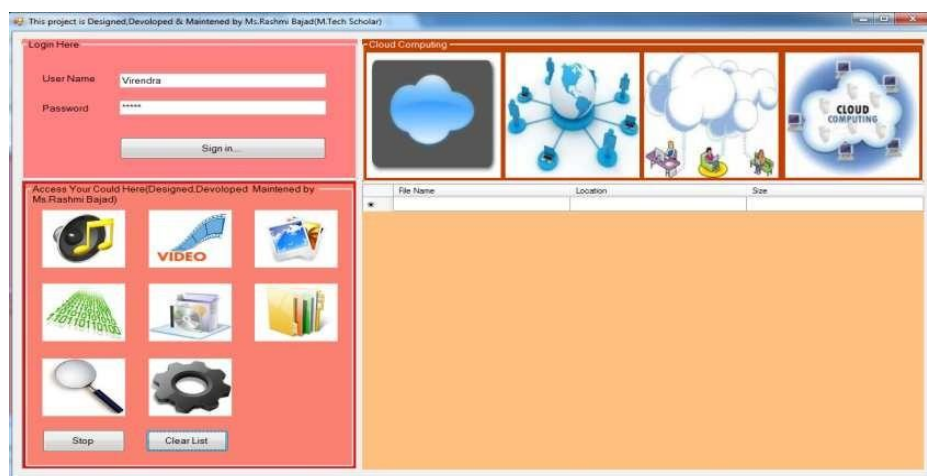 This project is Designed,Devoloped & Maintened by Ms.Rashmi Bajad(M.Tech Scholar)
Login Here
User Name
Virendra
Password
*****
Sign in...
Cloud Computing
CLOUD
COMPUTING
Access Your Could Here(Designed,Devoloped Maintened by
Ms.Rashmi Bajad)
VIDEO
File Name Location Size
*
Stop
Clear List